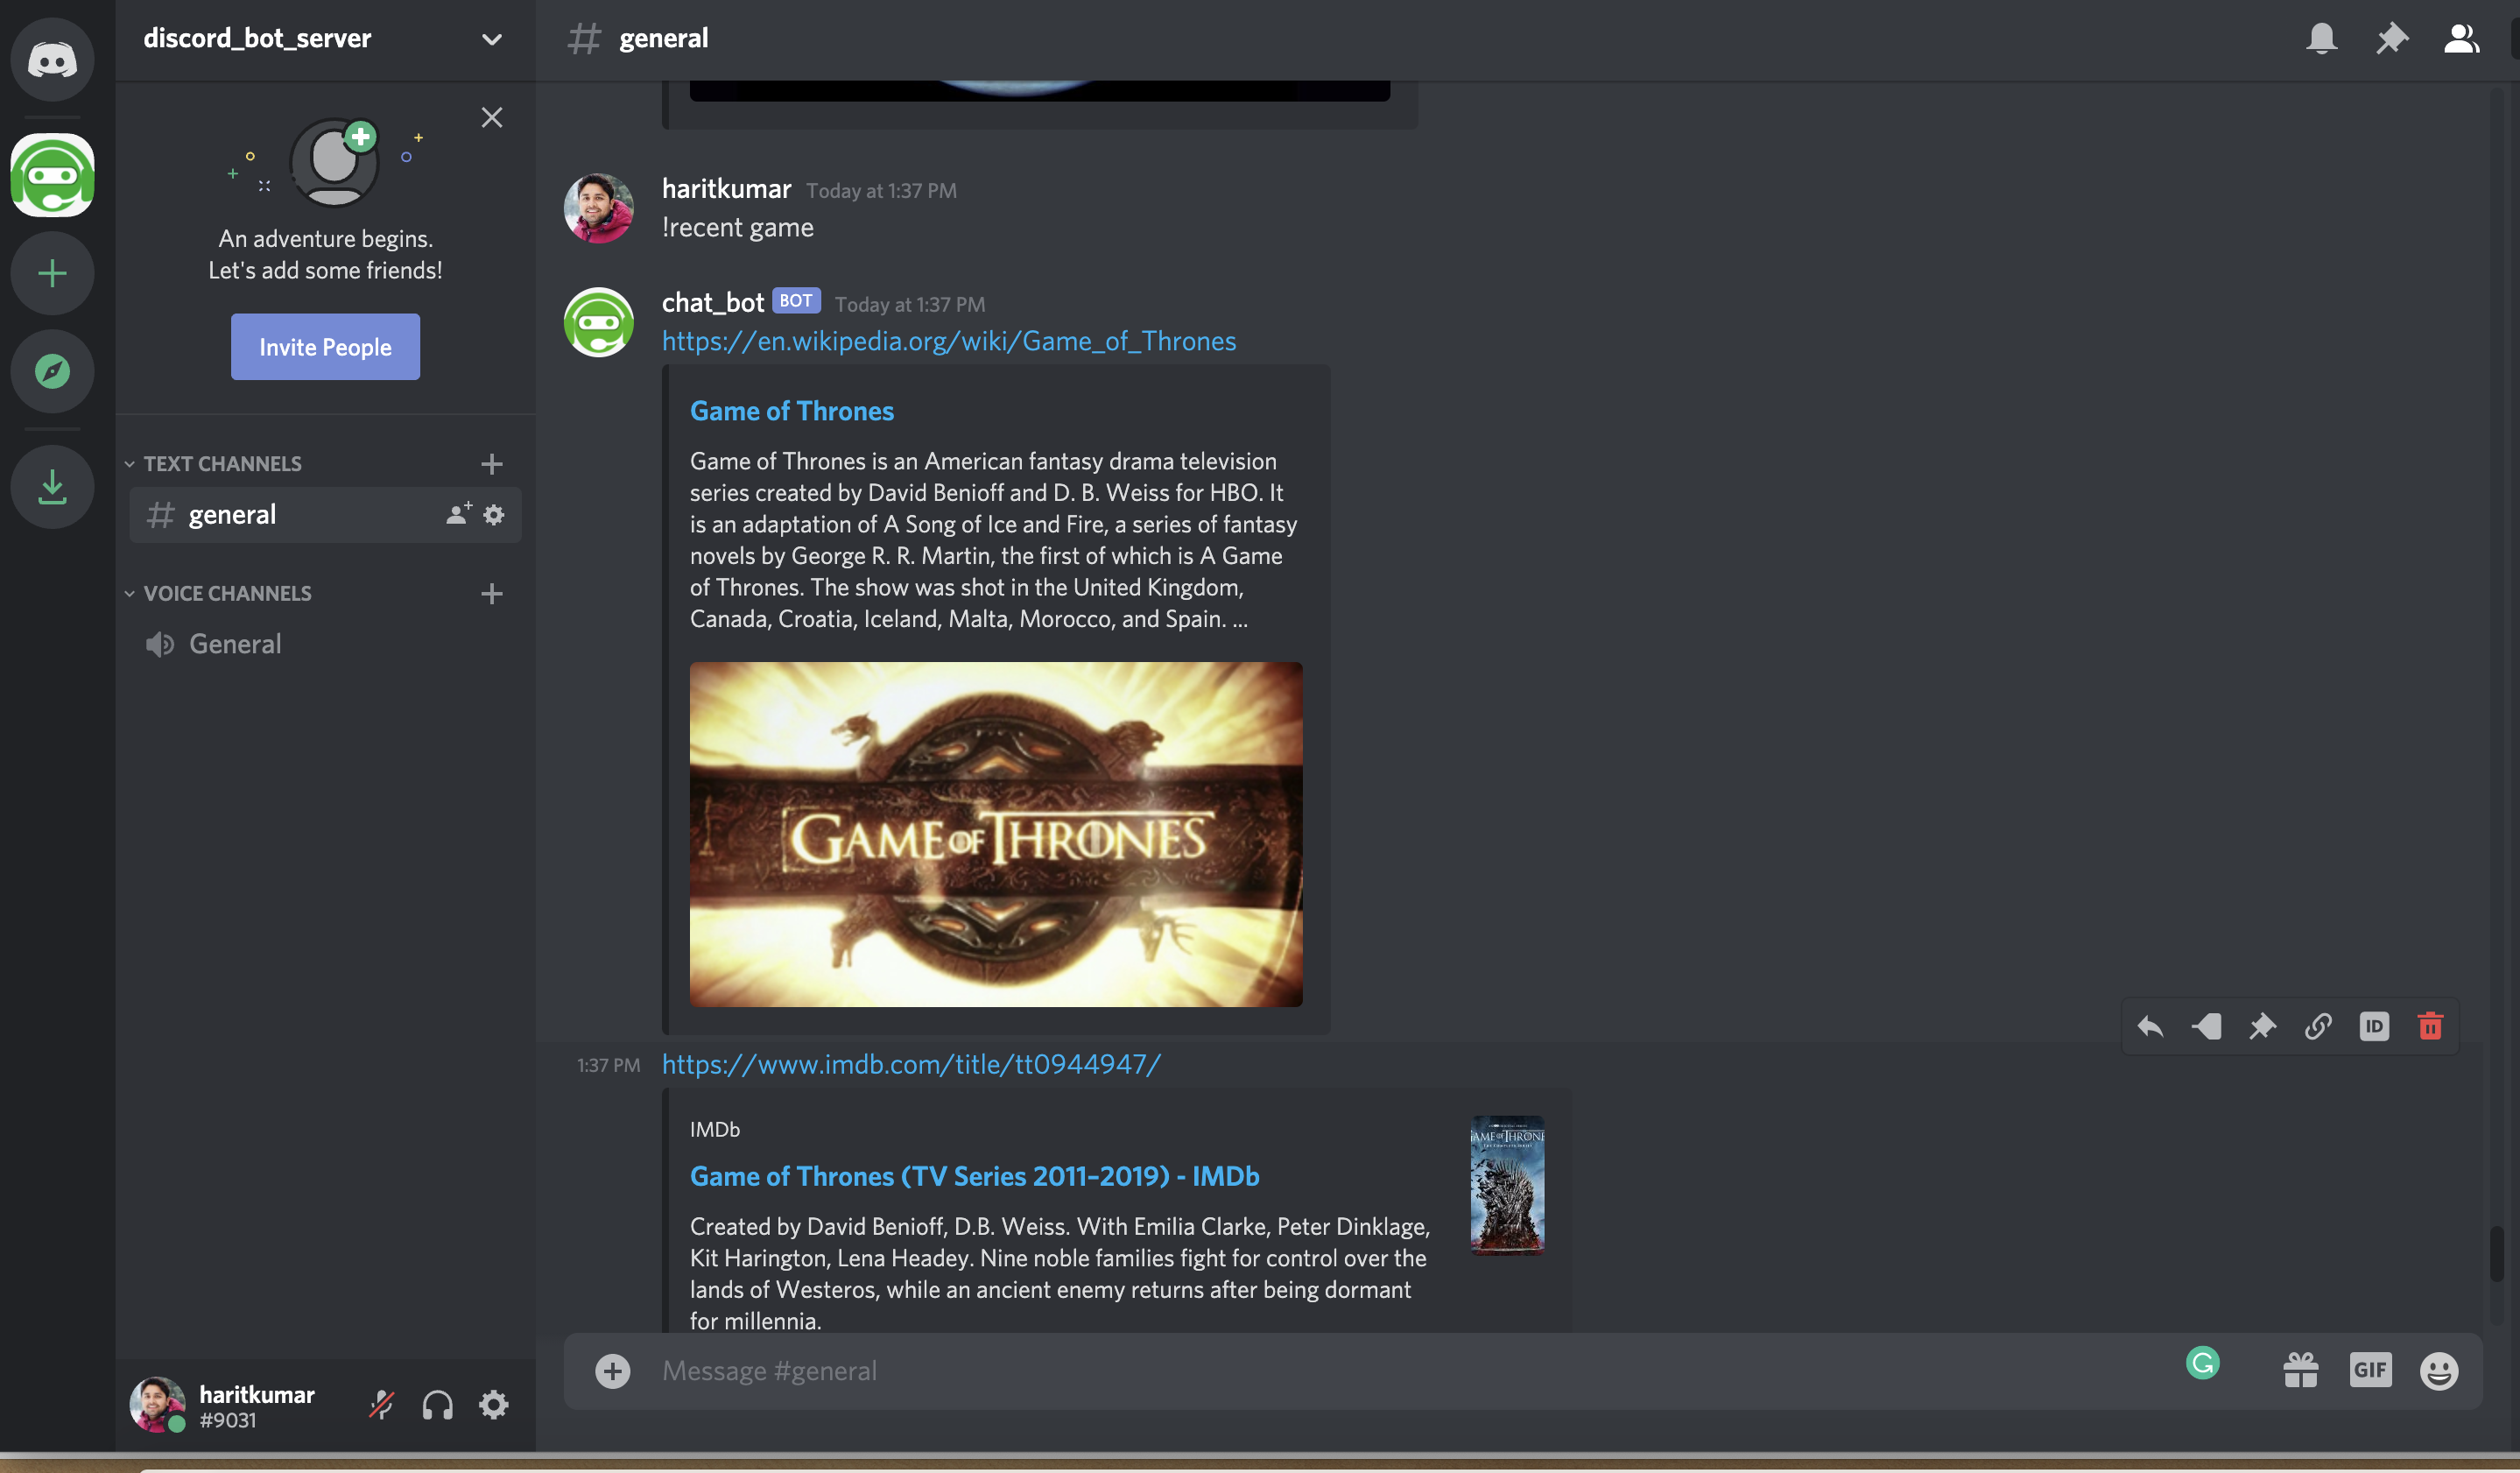 discord_bot_server
general
An adventure begins.
Let's add some friends!
Invite People
TEXT CHANNELS
general
VOICE CHANNELS
General
haritkumar
#9031
haritkumar Today at 1:37 PM
!recent game
chat_bot BOT Today at 1:37 PM
https://en.wikipedia.org/wiki/Game_of_Thrones
Game of Thrones
Game of Thrones is an American fantasy drama television
series created by David Benioff and D. B. Weiss for HBO. It
is an adaptation of A Song of Ice and Fire, a series of fantasy
novels by George R. R. Martin, the first of which is A Game
of Thrones. The show was shot in the United Kingdom,
Canada, Croatia, Iceland, Malta, Morocco, and Spain. ...
GAME OF THRONES
ID
1:37 PM https://www.imdb.com/title/tt0944947/
IMDb
Game of Thrones (TV Series 2011–2019) - IMDb
Created by David Benioff, D.B. Weiss. With Emilia Clarke, Peter Dinklage,
Kit Harington, Lena Headey. Nine noble families fight for control over the
lands of Westeros, while an ancient enemy returns after being dormant
for millennia.
Message #general
GIF